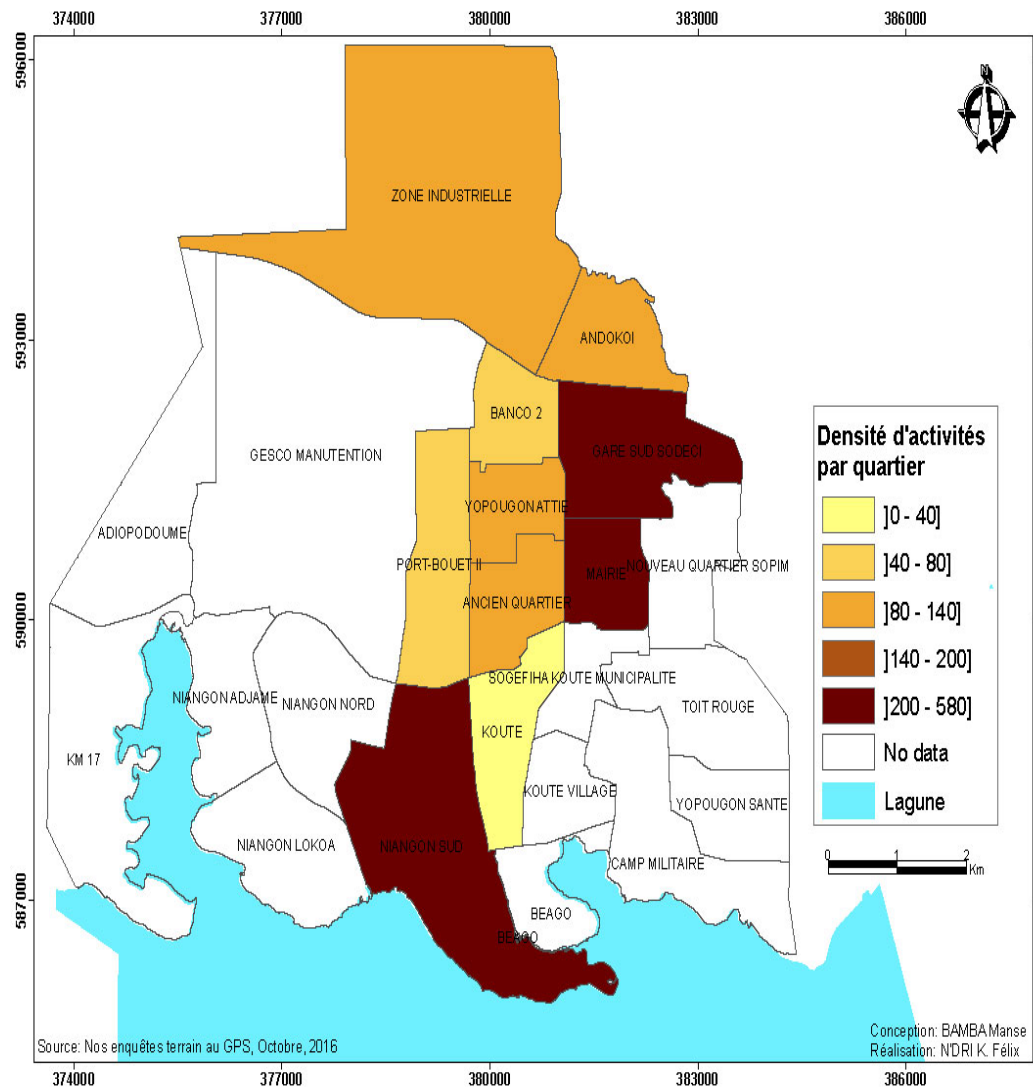 374000 377000 380000 383000 386000
596000
N
ZONE INDUSTRIELLE
593000
ANDOKOI
BANCO 2
GARE SUD SODECI
GESCO MANUTENTION
YOPOUGON ATTIE
ADIOPODOUME
PORT-BOUET II
MAIRIE
NOUVEAU QUARTIER SOPIM
ANCIEN QUARTIER
590000
SOGEFIHA KOUTE MUNICIPALITE
NIANGON ADJAME
NIANGON NORD
TOIT ROUGE
KOUTE
KM 17
KOUTE VILLAGE
YOPOUGON SANTE
NIANGON LOKOA
NIANGON SUD
CAMP MILITAIRE
BEAGO
BEAGO
587000
Densité d'activités
par quartier
]0 - 40]
]40 - 80]
]80 - 140]
]140 - 200]
]200 - 580]
No data
Lagune
0 1 2
Km
Source: Nos enquêtes terrain au GPS, Octobre, 2016
Conception: BAMBA Manse
Réalisation: N'DRI K. Félix
374000 377000 380000 383000 386000